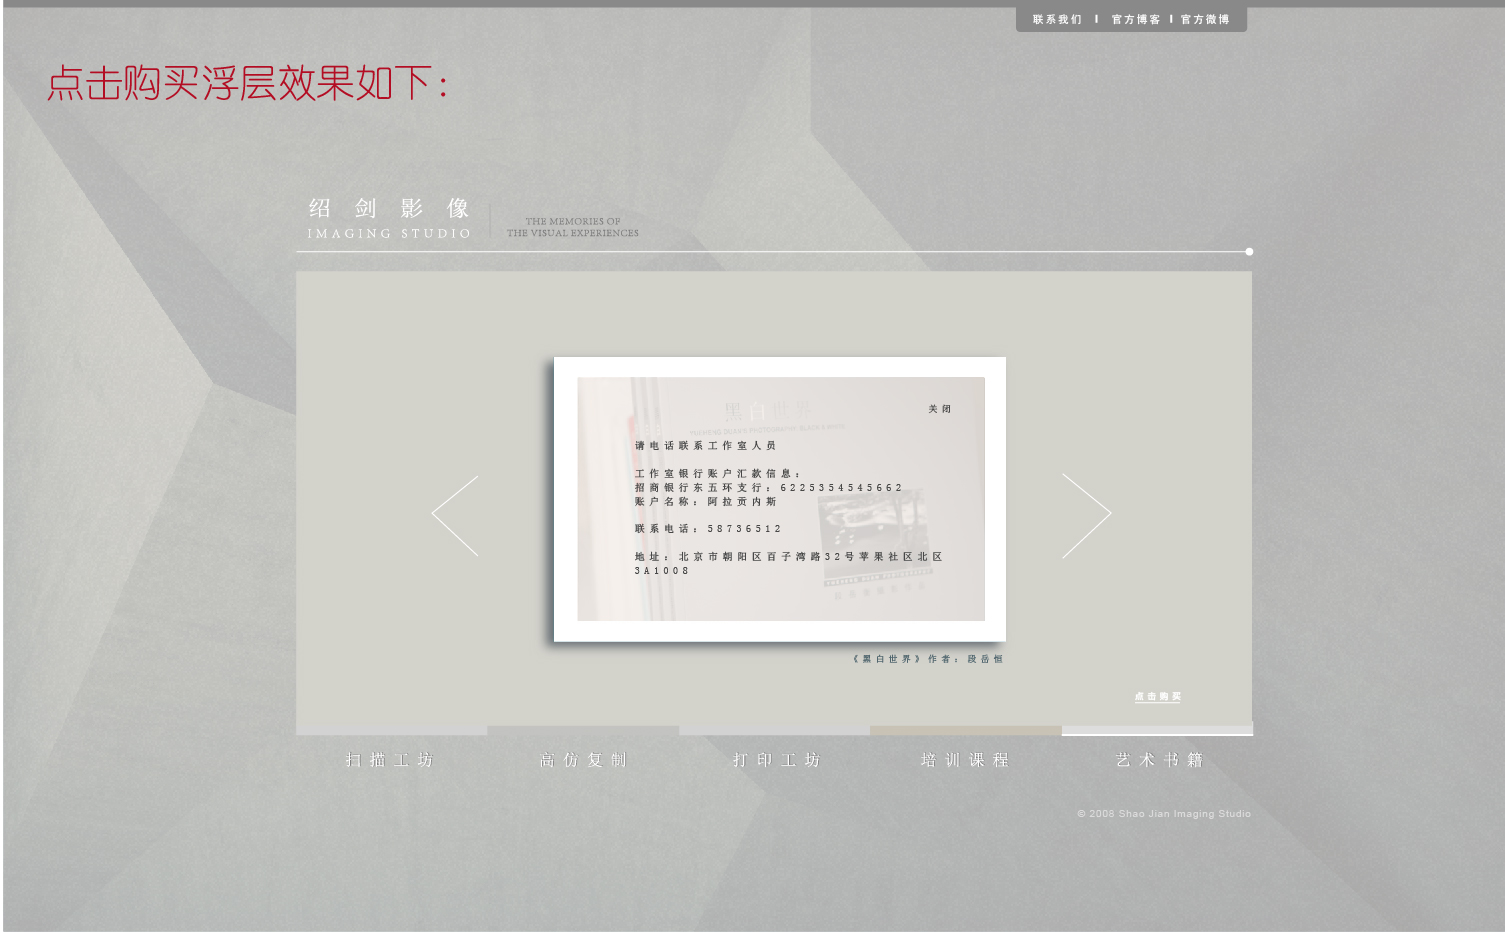 联系我们 | 官方博客 | 官方微博
点击购买浮层效果如下：
绍剑影像
IMAGING STUDIO
THE MEMORIES OF
THE VISUAL EXPERIENCES
黑白世界
关闭
请电话联系工作室人员
工作室银行账户汇款信息：
招商银行东五环支行：6225354545662
账户名称：阿拉贡内斯
联系电话：58736512
地址：北京市朝阳区百子湾路32号苹果社区北区
3A1008
《黑白世界》作者：段岳恒
点击购买
扫描工坊
高仿复制
打印工坊
培训课程
艺术书籍
© 2008 Shao Jian Imaging Studio